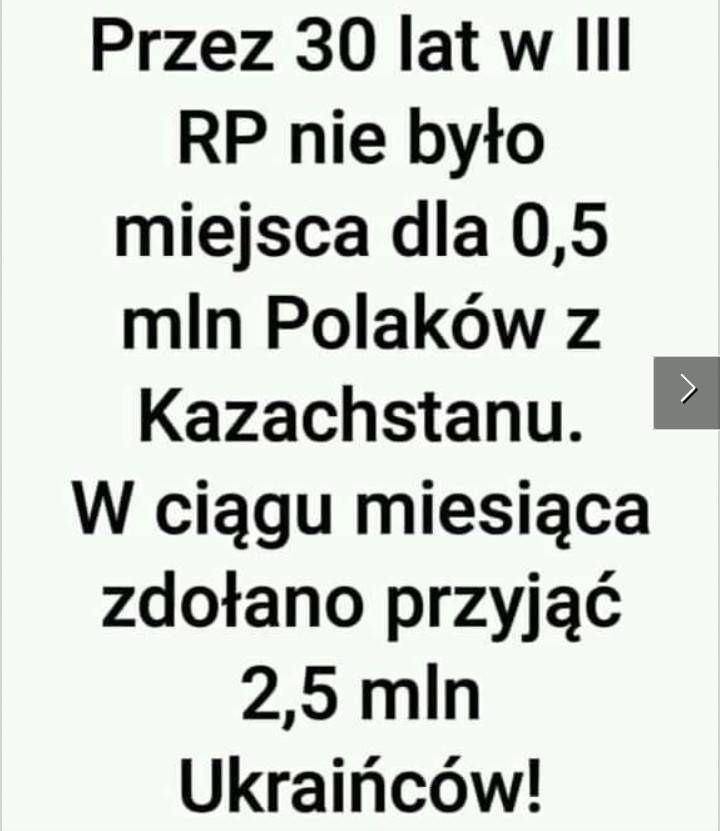 Przez 30 lat w III
RP nie było
miejsca dla 0,5
mln Polaków z
Kazachstanu.
W ciągu miesiąca
zdołano przyjąć
2,5 mln
Ukraińców!